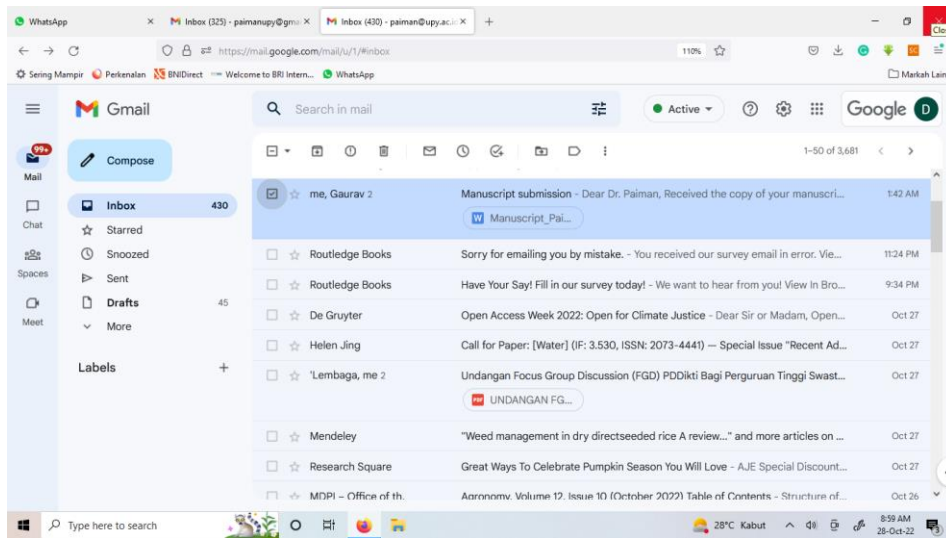 WhatsApp
Inbox (325) - paimanupy@gmai
Inbox (430) - paiman@upy.ac.i
Clos
https://mail.google.com/mail/u/1/#inbox
110%
Sering Mampir Perkenalan BNIDirect Welcome to BRI Intern... WhatsApp Markah Lain
Gmail
Search in mail
Active
Google D
99+
Mail
Chat
Spaces
Meet
Compose
Inbox 430
Starred
Snoozed
Sent
Drafts 45
More
Labels +
1–50 of 3,681
me, Gaurav 2 Manuscript submission - Dear Dr. Paiman, Received the copy of your manuscri... 1:42 AM
W Manuscript_Pai...
Routledge Books Sorry for emailing you by mistake. - You received our survey email in error. Vie... 11:24 PM
Routledge Books Have Your Say! Fill in our survey today! - We want to hear from you! View In Bro... 9:34 PM
De Gruyter Open Access Week 2022: Open for Climate Justice - Dear Sir or Madam, Open... Oct 27
Helen Jing Call for Paper: [Water] (IF: 3.530, ISSN: 2073-4441) — Special Issue "Recent Ad... Oct 27
'Lembaga, me 2 Undangan Focus Group Discussion (FGD) PDDikti Bagi Perguruan Tinggi Swast... Oct 27
PDF UNDANGAN FG...
Mendeley "Weed management in dry directseeded rice A review..." and more articles on ... Oct 27
Research Square Great Ways To Celebrate Pumpkin Season You Will Love - AJE Special Discount... Oct 27
MDPI – Office of th. Agronomy, Volume 12, Issue 10 (October 2022) Table of Contents - Structure of... Oct 26
Type here to search
28°C Kabut
8:59 AM
28-Oct-22